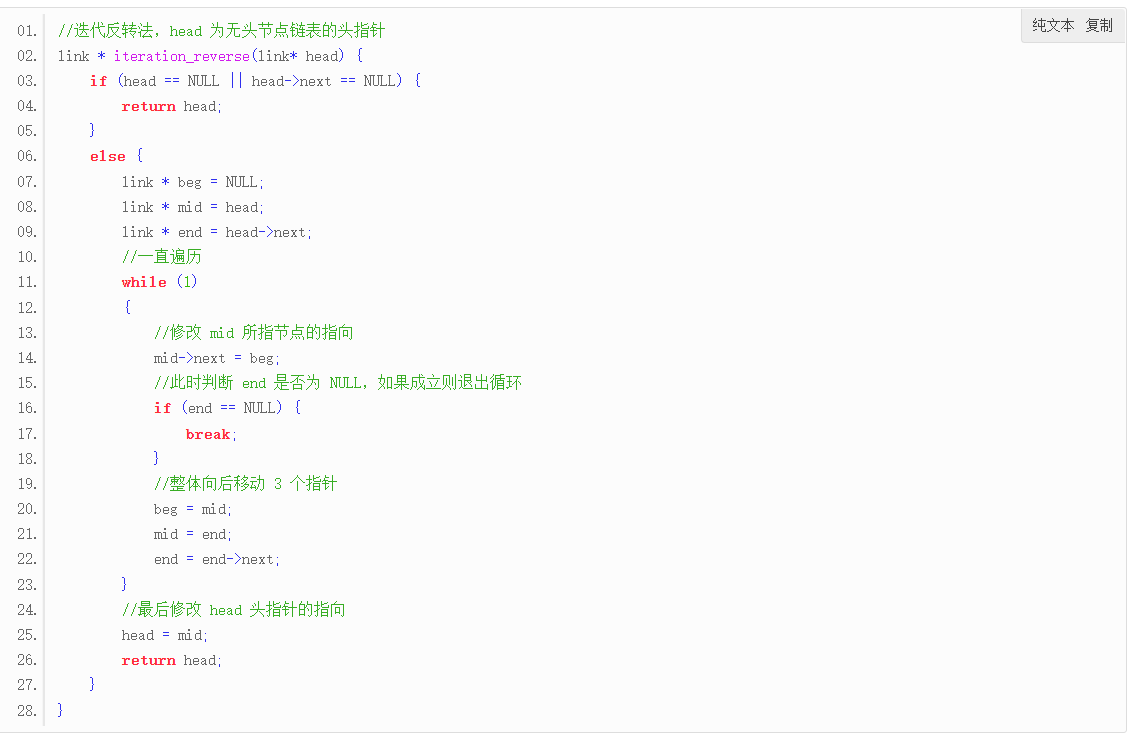 纯文本 复制
01. //迭代反转法，head 为无头节点链表的头指针
02. link * iteration_reverse(link* head) {
03.     if (head == NULL || head->next == NULL) {
04.         return head;
05.     }
06.     else {
07.         link * beg = NULL;
08.         link * mid = head;
09.         link * end = head->next;
10.         //一直遍历
11.         while (1)
12.         {
13.             //修改 mid 所指节点的指向
14.             mid->next = beg;
15.             //此时判断 end 是否为 NULL，如果成立则退出循环
16.             if (end == NULL) {
17.                 break;
18.             }
19.             //整体向后移动 3 个指针
20.             beg = mid;
21.             mid = end;
22.             end = end->next;
23.         }
24.         //最后修改 head 头指针的指向
25.         head = mid;
26.         return head;
27.     }
28. }